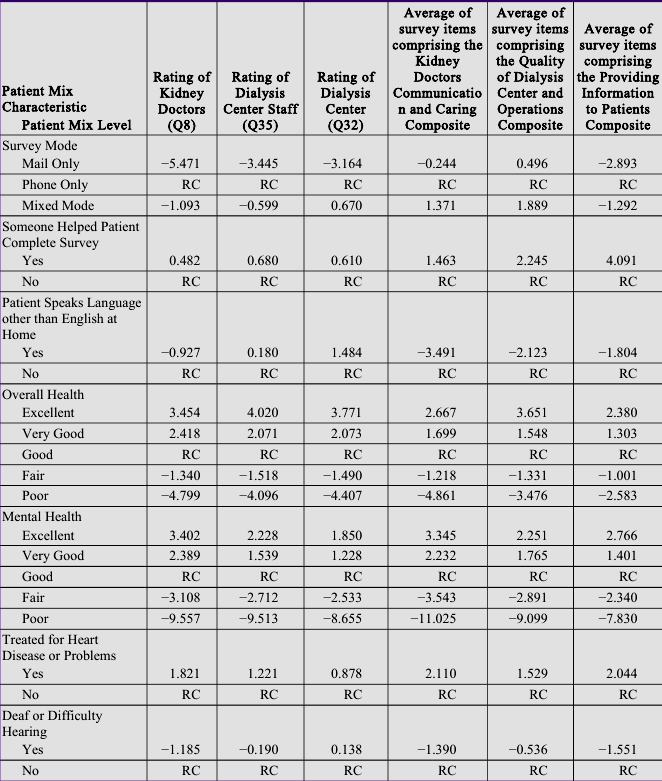 Patient Mix Characteristic Patient Mix Level | Rating of Kidney Doctors (Q8) | Rating of Dialysis Center Staff (Q35) | Rating of Dialysis Center (Q32) | Average of survey items comprising the Kidney Doctors Communicatio n and Caring Composite | Average of survey items comprising the Quality of Dialysis Center and Operations Composite | Average of survey items comprising the Providing Information to Patients Composite
Survey Mode
Mail Only | −5.471 | −3.445 | −3.164 | −0.244 | 0.496 | −2.893
Phone Only | RC | RC | RC | RC | RC | RC
Mixed Mode | −1.093 | −0.599 | 0.670 | 1.371 | 1.889 | −1.292
Someone Helped Patient
Complete Survey
Yes | 0.482 | 0.680 | 0.610 | 1.463 | 2.245 | 4.091
No | RC | RC | RC | RC | RC | RC
Patient Speaks Language
other than English at
Home
Yes | −0.927 | 0.180 | 1.484 | −3.491 | −2.123 | −1.804
No | RC | RC | RC | RC | RC | RC
Overall Health
Excellent | 3.454 | 4.020 | 3.771 | 2.667 | 3.651 | 2.380
Very Good | 2.418 | 2.071 | 2.073 | 1.699 | 1.548 | 1.303
Good | RC | RC | RC | RC | RC | RC
Fair | −1.340 | −1.518 | −1.490 | −1.218 | −1.331 | −1.001
Poor | −4.799 | −4.096 | −4.407 | −4.861 | −3.476 | −2.583
Mental Health
Excellent | 3.402 | 2.228 | 1.850 | 3.345 | 2.251 | 2.766
Very Good | 2.389 | 1.539 | 1.228 | 2.232 | 1.765 | 1.401
Good | RC | RC | RC | RC | RC | RC
Fair | −3.108 | −2.712 | −2.533 | −3.543 | −2.891 | −2.340
Poor | −9.557 | −9.513 | −8.655 | −11.025 | −9.099 | −7.830
Treated for Heart
Disease or Problems
Yes | 1.821 | 1.221 | 0.878 | 2.110 | 1.529 | 2.044
No | RC | RC | RC | RC | RC | RC
Deaf or Difficulty
Hearing
Yes | −1.185 | −0.190 | 0.138 | −1.390 | −0.536 | −1.551
No | RC | RC | RC | RC | RC | RC